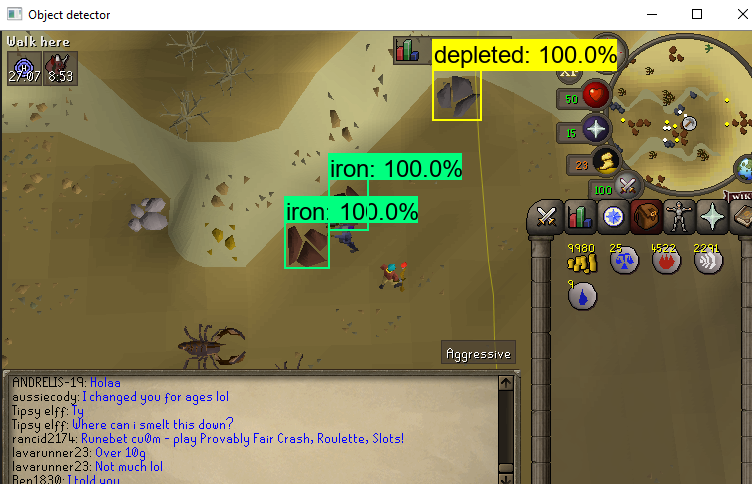 Object detector
Walk here
27:07 8:53
depleted: 100.0%
XP
50
15
23
100
iron: 100.0%
iron: 100.0%
WIKI
9980 25 4522 2291
9
Aggressive
ANDRELIS-19: Holaa
aussiecody: I changed you for ages lol
Tipsy elff: Ty
Tipsy elff: Where can i smelt this down?
rancid2174: Runebet cu0m - play Provably Fair Crash, Roulette, Slots!
lavarunner23: Over 10g
lavarunner23: Not much lol
Ben1830: I told you